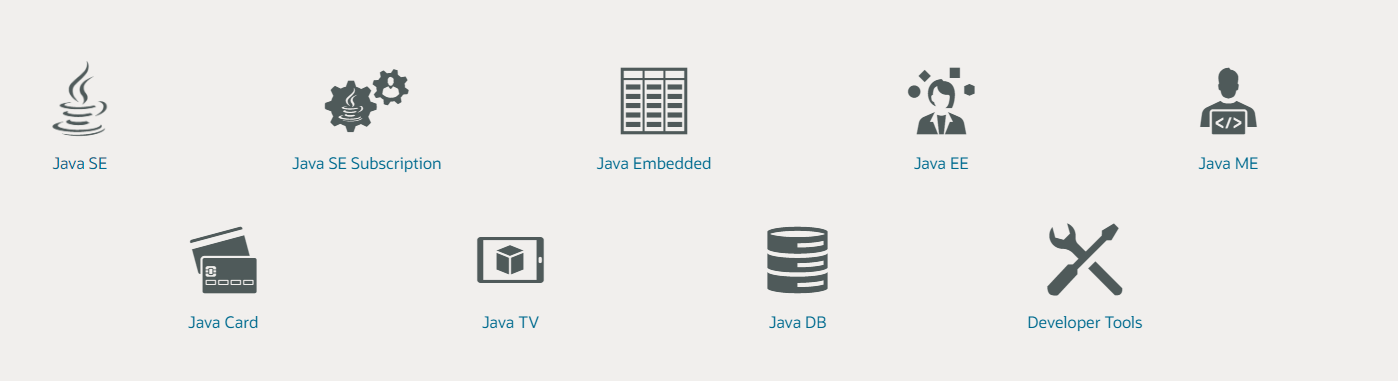 Java SE
Java SE Subscription
Java Embedded
Java EE
</>
Java ME
Java Card
Java TV
Java DB
Developer Tools